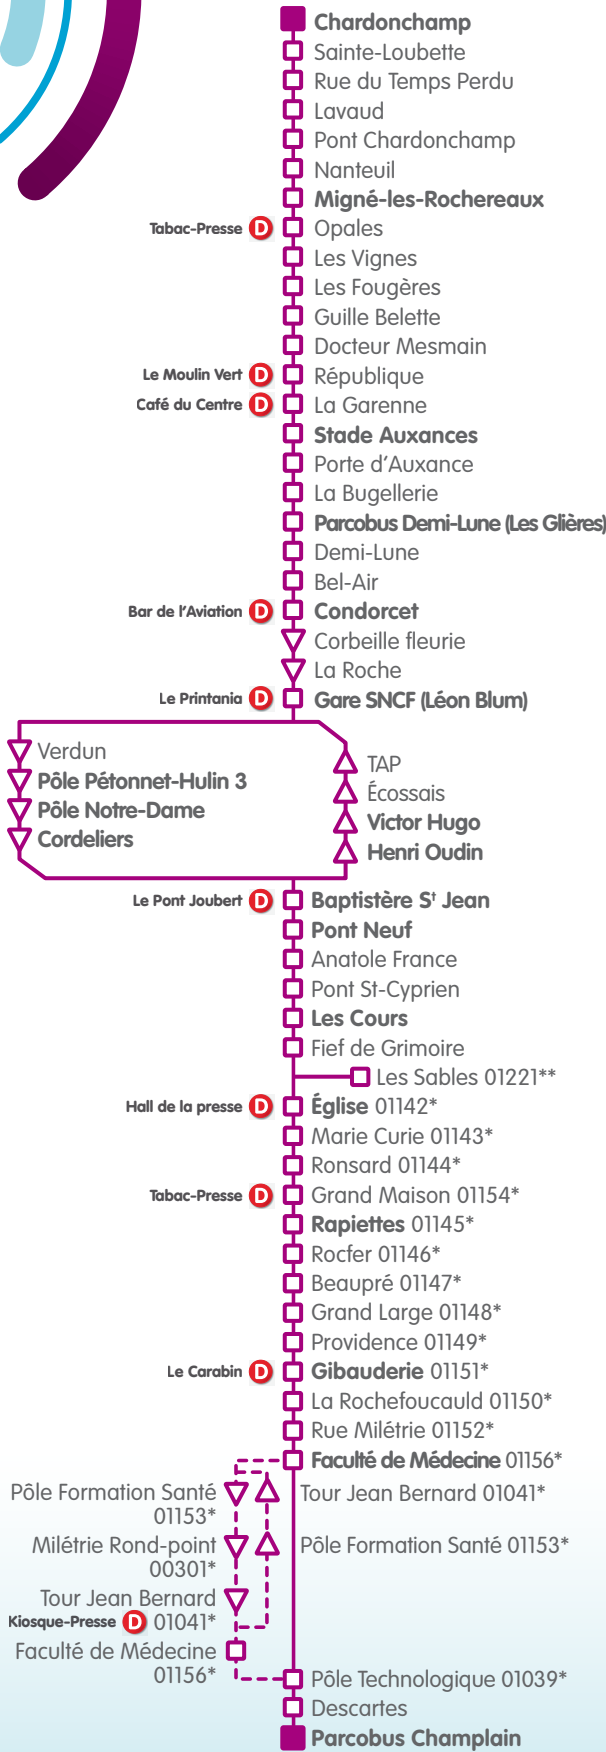 Chardonchamp
Sainte-Loubette
Rue du Temps Perdu
Lavaud
Pont Chardonchamp
Nanteuil
Migné-les-Rochereaux
Tabac-Presse D Opales
Les Vignes
Les Fougères
Guille Belette
Docteur Mesmain
Le Moulin Vert D République
Café du Centre D La Garenne
Stade Auxances
Porte d'Auxance
La Bugellerie
Parcobus Demi-Lune (Les Glières)
Demi-Lune
Bel-Air
Bar de l'Aviation D Condorcet
Corbeille fleurie
La Roche
Le Printania D Gare SNCF (Léon Blum)
Verdun
Pôle Pétonnet-Hulin 3
Pôle Notre-Dame
Cordeliers
TAP
Écossais
Victor Hugo
Henri Oudin
Le Pont Joubert D Baptistère St Jean
Pont Neuf
Anatole France
Pont St-Cyprien
Les Cours
Fief de Grimoire
Les Sables 01221**
Hall de la presse D Église 01142*
Marie Curie 01143*
Ronsard 01144*
Tabac-Presse D Grand Maison 01154*
Rapiettes 01145*
Rocfer 01146*
Beaupré 01147*
Grand Large 01148*
Providence 01149*
Le Carabin D Gibauderie 01151*
La Rochefoucauld 01150*
Rue Milétrie 01152*
Faculté de Médecine 01156*
Pôle Formation Santé
01153*
Milétrie Rond-point
00301*
Tour Jean Bernard
Kiosque-Presse D 01041*
Faculté de Médecine
01156*
Tour Jean Bernard 01041*
Pôle Formation Santé 01153*
Pôle Technologique 01039*
Descartes
Parcobus Champlain